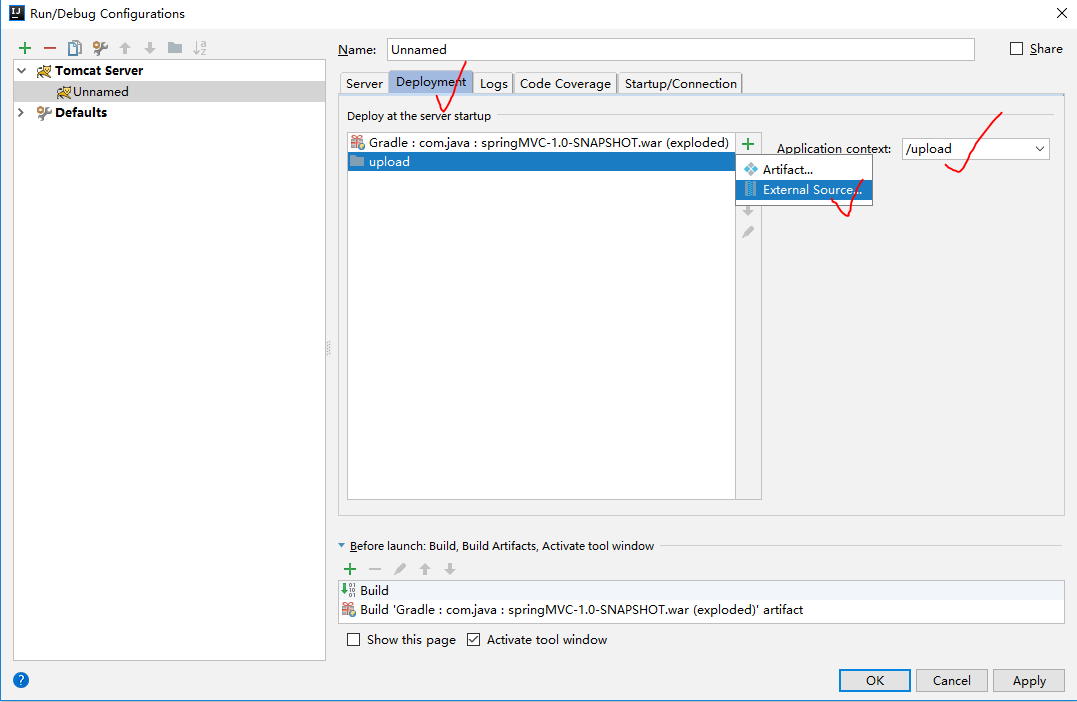 Run/Debug Configurations
Name: Unnamed
Share
Tomcat Server
Unnamed
Defaults
Server Deployment Logs Code Coverage Startup/Connection
Deploy at the server startup
Gradle : com.java : springMVC-1.0-SNAPSHOT.war (exploded)
upload
Application context: /upload
Artifact...
External Source...
Before launch: Build, Build Artifacts, Activate tool window
Build
Build 'Gradle : com.java : springMVC-1.0-SNAPSHOT.war (exploded)' artifact
Show this page Activate tool window
OK Cancel Apply